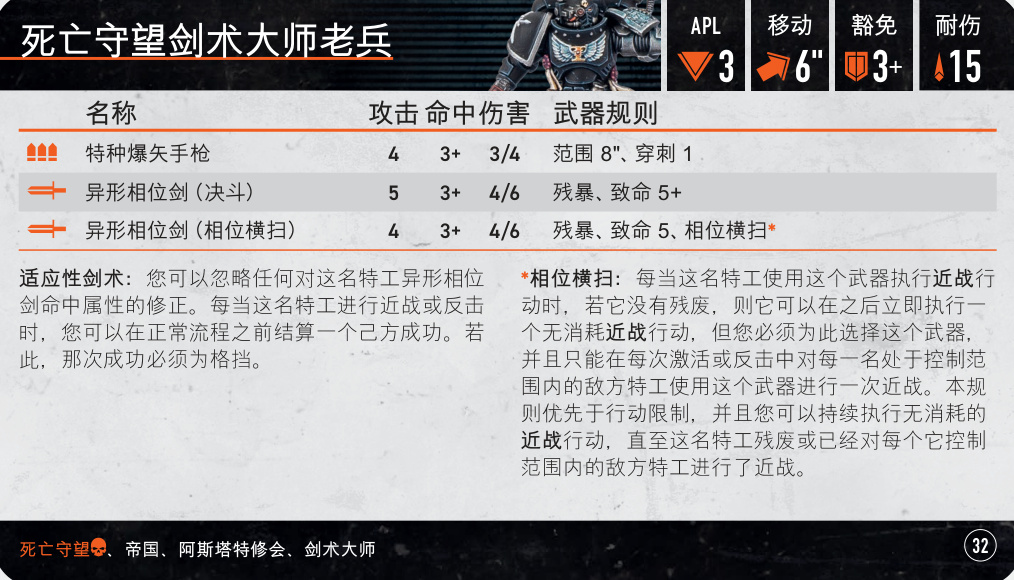 死亡守望剑术大师老兵
APL 移动 豁免 耐伤
3 6" 3+ 15
名称 攻击 命中 伤害 武器规则
特种爆矢手枪 4 3+ 3/4 范围 8"、穿刺 1
异形相位剑（决斗） 5 3+ 4/6 残暴、致命 5+
异形相位剑（相位横扫） 4 3+ 4/6 残暴、致命 5、相位横扫*
适应性剑术：您可以忽略任何对这名特工异形相位
剑命中属性的修正。每当这名特工进行近战或反击
时，您可以在正常流程之前结算一个己方成功。若
此，那次成功必须为格挡。
*相位横扫：每当这名特工使用这个武器执行近战行
动时，若它没有残废，则它可以在之后立即执行一
个无消耗近战行动，但您必须为此选择这个武器，
并且只能在每次激活或反击中对每一名处于控制范
围内的敌方特工使用这个武器进行一次近战。本规
则优先于行动限制，并且您可以持续执行无消耗的
近战行动，直至这名特工残废或已经对每个它控制
范围内的敌方特工进行了近战。
死亡守望、帝国、阿斯塔特修会、剑术大师
32